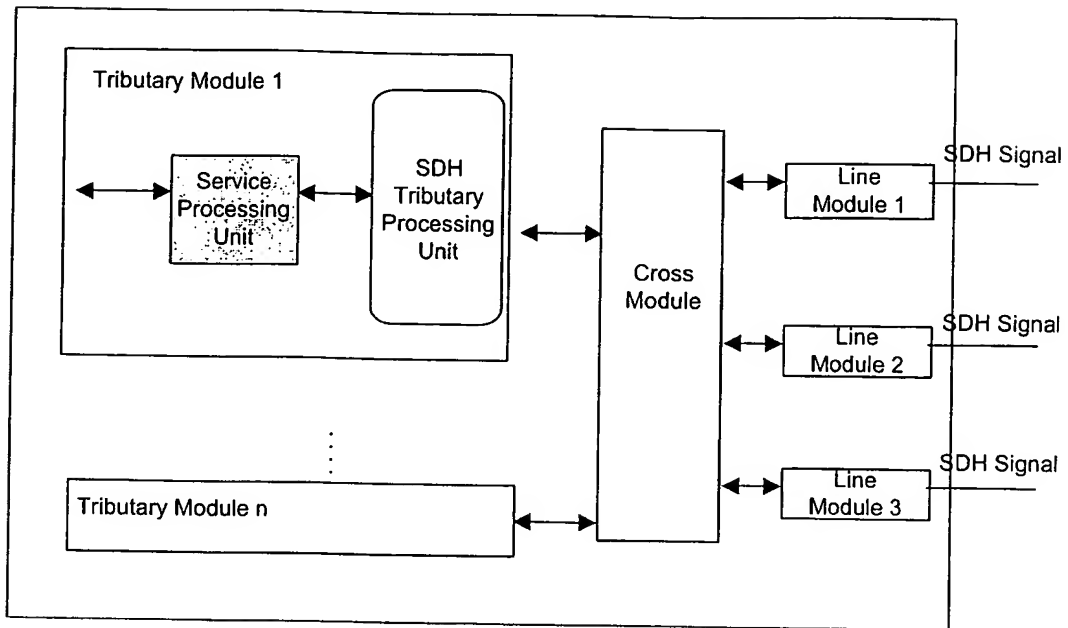 Tributary Module 1
Service
Processing
Unit
SDH
Tributary
Processing
Unit
Cross
Module
SDH Signal
Line
Module 1
SDH Signal
Line
Module 2
SDH Signal
Line
Module 3
Tributary Module n